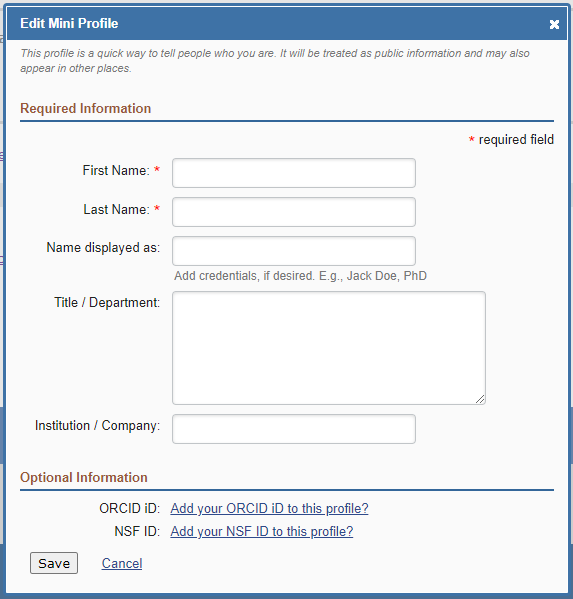 Edit Mini Profile
This profile is a quick way to tell people who you are. It will be treated as public information and may also
appear in other places.
Required Information
* required field
First Name: *
Last Name: *
Name displayed as:
Add credentials, if desired. E.g., Jack Doe, PhD
Title / Department:
Institution / Company:
Optional Information
ORCID iD: Add your ORCID iD to this profile?
NSF ID: Add your NSF ID to this profile?
Save Cancel